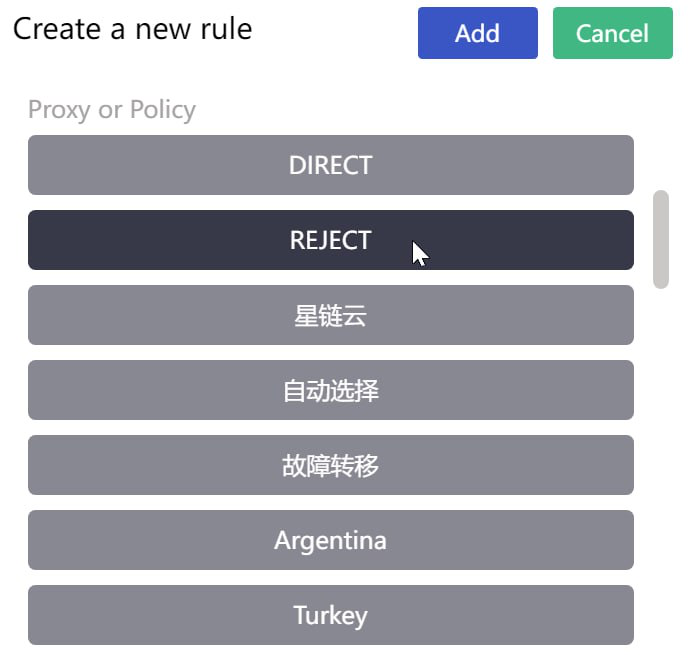 Create a new rule
Add
Cancel
Proxy or Policy
DIRECT
REJECT
星链云
自动选择
故障转移
Argentina
Turkey